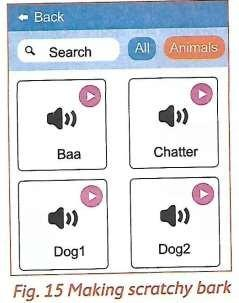 Back
Search All Animals
Baa Chatter
Dog1 Dog2
Fig. 15 Making scratchy bark